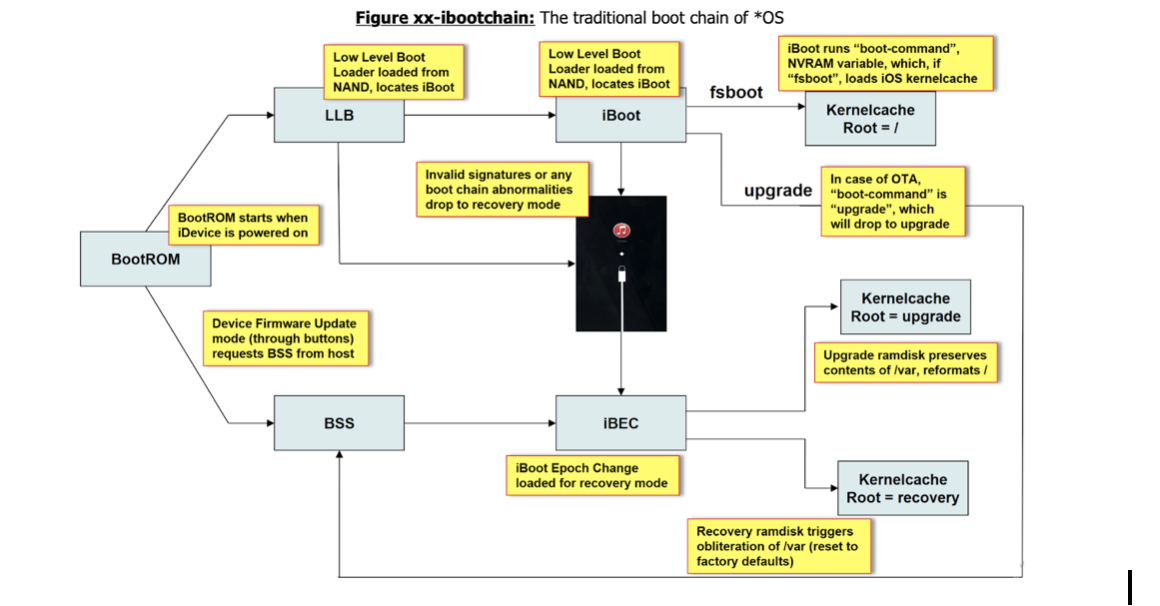 Figure xx-ibootchain: The traditional boot chain of *OS
Low Level Boot
Loader loaded from
NAND, locates iBoot
Low Level Boot
Loader loaded from
NAND, locates iBoot
iBoot runs “boot-command”,
NVRAM variable, which, if
“fsboot”, loads iOS kernelcache
LLB
iBoot
fsboot
Kernelcache
Root = /
Invalid signatures or any
boot chain abnormalities
drop to recovery mode
upgrade
In case of OTA,
“boot-command” is
“upgrade”, which
will drop to upgrade
BootROM starts when
iDevice is powered on
BootROM
Device Firmware Update
mode (through buttons)
requests BSS from host
Kernelcache
Root = upgrade
Upgrade ramdisk preserves
contents of /var, reformats /
BSS
iBEC
iBoot Epoch Change
loaded for recovery mode
Kernelcache
Root = recovery
Recovery ramdisk triggers
obliteration of /var (reset to
factory defaults)